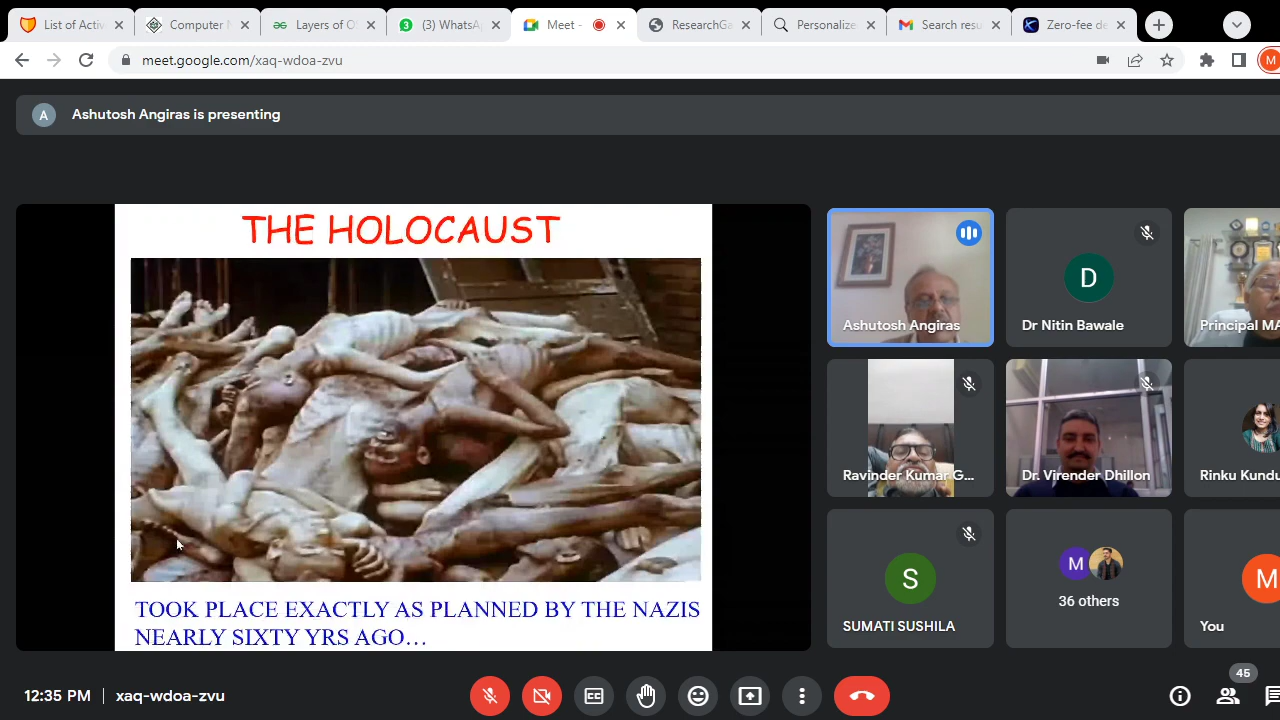 List of Activ
Computer N
Layers of OS
(3) WhatsAp
Meet -
ResearchGa
Personalize
Search resu
Zero-fee de
meet.google.com/xaq-wdoa-zvu
M
A
Ashutosh Angiras is presenting
THE HOLOCAUST
TOOK PLACE EXACTLY AS PLANNED BY THE NAZIS
NEARLY SIXTY YRS AGO…
Ashutosh Angiras
D
Dr Nitin Bawale
Principal MA
Ravinder Kumar G...
Dr. Virender Dhillon
Rinku Kundu
S
SUMATI SUSHILA
M
36 others
M
You
12:35 PM | xaq-wdoa-zvu
45